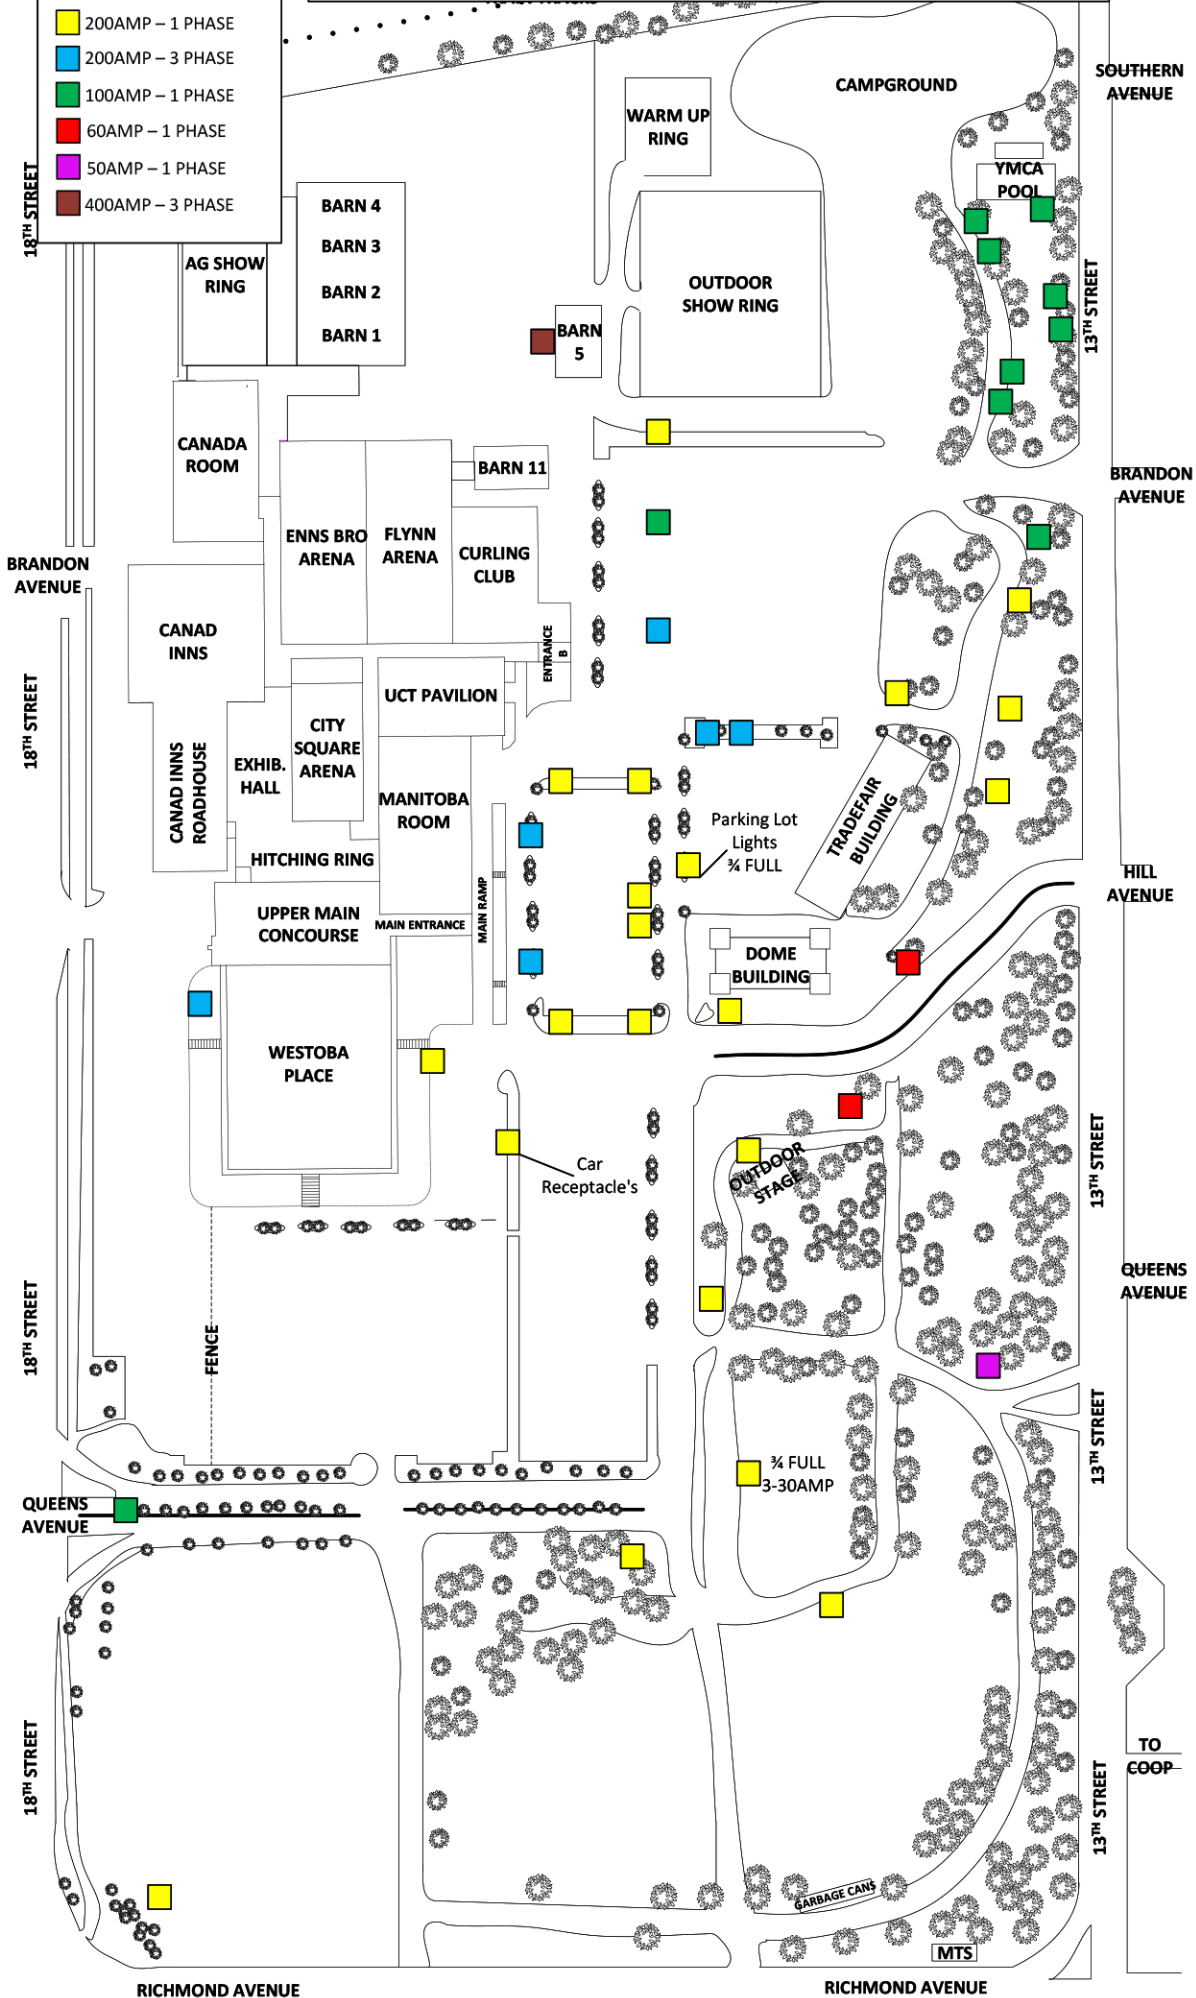 200AMP – 1 PHASE
200AMP – 3 PHASE
100AMP – 1 PHASE
60AMP – 1 PHASE
50AMP – 1 PHASE
400AMP – 3 PHASE
18TH STREET
CAMPGROUND
SOUTHERN
AVENUE
WARM UP
RING
YMCA
POOL
BARN 4
BARN 3
BARN 2
BARN 1
AG SHOW
RING
OUTDOOR
SHOW RING
BARN
5
13TH STREET
CANADA
ROOM
BARN 11
BRANDON
AVENUE
ENNS BRO
ARENA
FLYNN
ARENA
CURLING
CLUB
BRANDON
AVENUE
CANAD
INNS
ENTRANCE
B
18TH STREET
UCT PAVILION
CITY
SQUARE
ARENA
CANAD INNS
ROADHOUSE
EXHIB.
HALL
MANITOBA
ROOM
TRADEFAIR
BUILDING
Parking Lot
Lights
¾ FULL
HITCHING RING
HILL
AVENUE
UPPER MAIN
CONCOURSE
MAIN ENTRANCE
MAIN RAMP
DOME
BUILDING
WESTOBA
PLACE
OUTDOOR
STAGE
Car
Receptacle's
13TH STREET
QUEENS
AVENUE
18TH STREET
FENCE
13TH STREET
¾ FULL
3-30AMP
QUEENS
AVENUE
TO
COOP
18TH STREET
13TH STREET
GARBAGE CANS
MTS
RICHMOND AVENUE
RICHMOND AVENUE